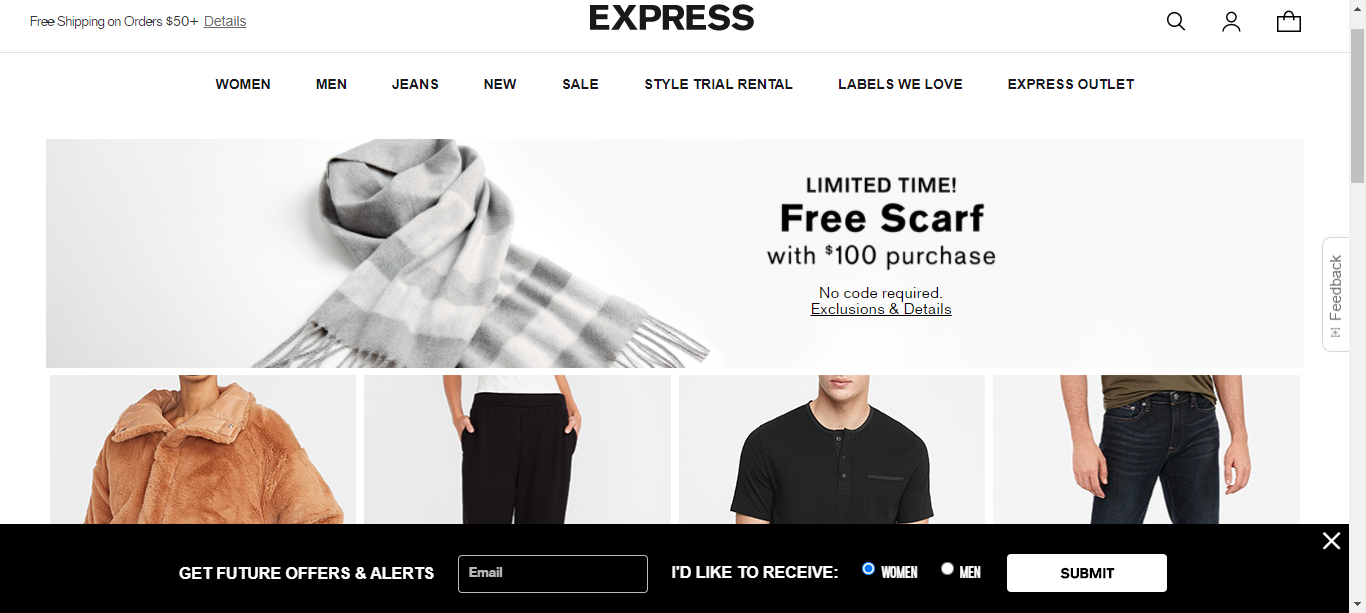 Free Shipping on Orders $50+ Details
EXPRESS
WOMEN MEN JEANS NEW SALE STYLE TRIAL RENTAL LABELS WE LOVE EXPRESS OUTLET
LIMITED TIME!
Free Scarf
with $100 purchase
No code required.
Exclusions & Details
Feedback
GET FUTURE OFFERS & ALERTS Email I'D LIKE TO RECEIVE: WOMEN MEN SUBMIT